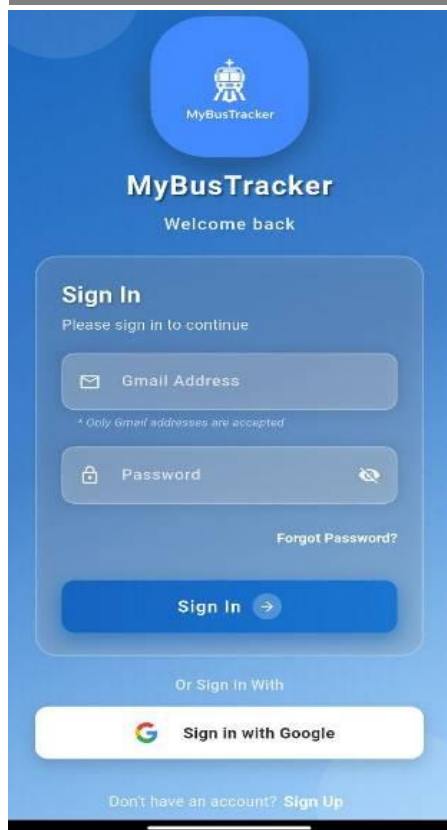 MyBusTracker
MyBusTracker
Welcome back
Sign In
Please sign in to continue
Gmail Address
* Only Gmail addresses are accepted
Password
Forgot Password?
Sign In
Or Sign In With
Sign in with Google
Don't have an account? Sign Up